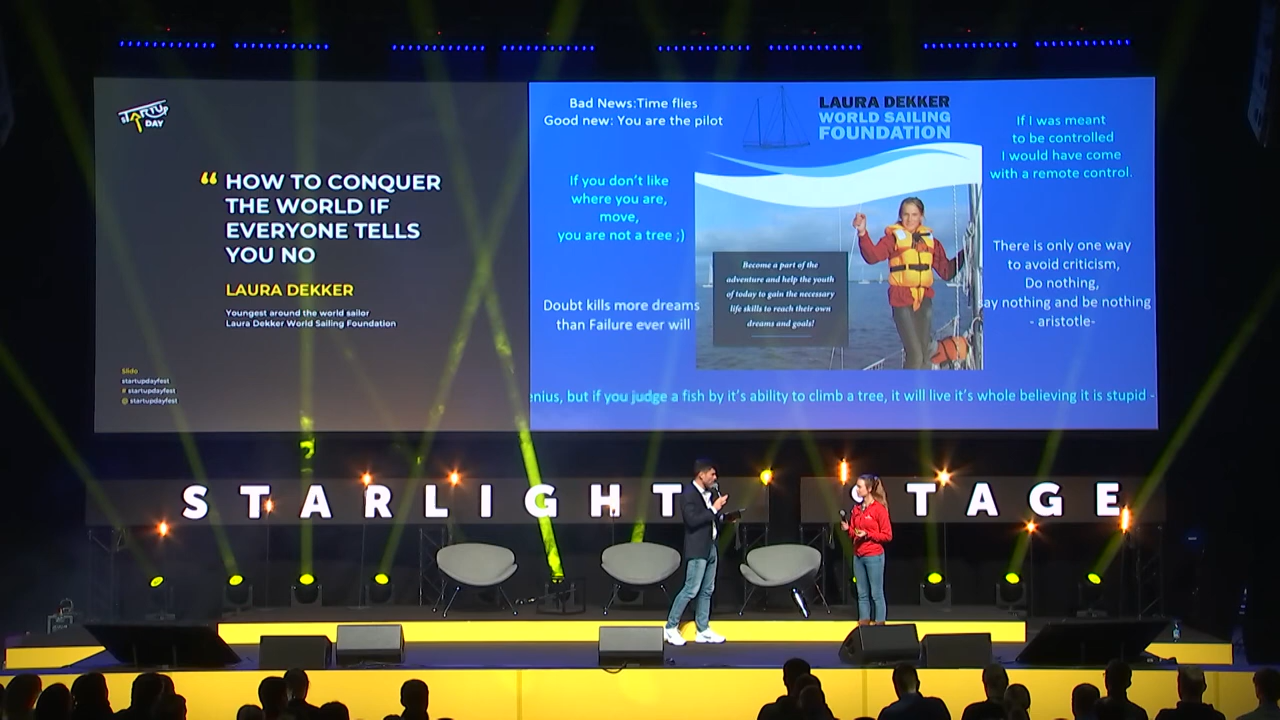 STARTUP
DAY
“ HOW TO CONQUER
THE WORLD IF
EVERYONE TELLS
YOU NO
LAURA DEKKER
Youngest around the world sailor
Laura Dekker World Sailing Foundation
Slido
startupdayfest
startupdayfest
startupdayfest
Bad News:Time flies
Good new: You are the pilot
If you don't like
where you are,
move,
you are not a tree ;)
Doubt kills more dreams
than Failure ever will
LAURA DEKKER
WORLD SAILING
FOUNDATION
Become a part of the
adventure and help the youth
of today to gain the necessary
life skills to reach their own
dreams and goals!
If I was meant
to be controlled
I would have come
with a remote control.
There is only one way
to avoid criticism,
Do nothing,
say nothing and be nothing
- aristotle-
enius, but if you judge a fish by it's ability to climb a tree, it will live it's whole believing it is stupid -
STARLIGHT STAGE